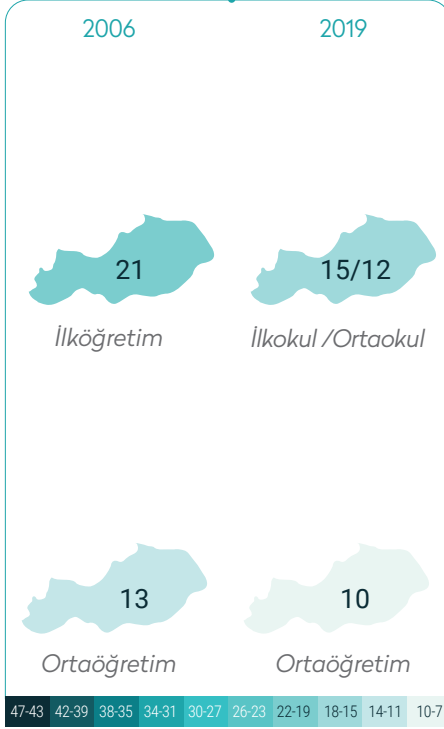 2006 2019
21 15/12
İlköğretim İlkokul /Ortaokul
13 10
Ortaöğretim Ortaöğretim
47-43 42-39 38-35 34-31 30-27 26-23 22-19 18-15 14-11 10-7